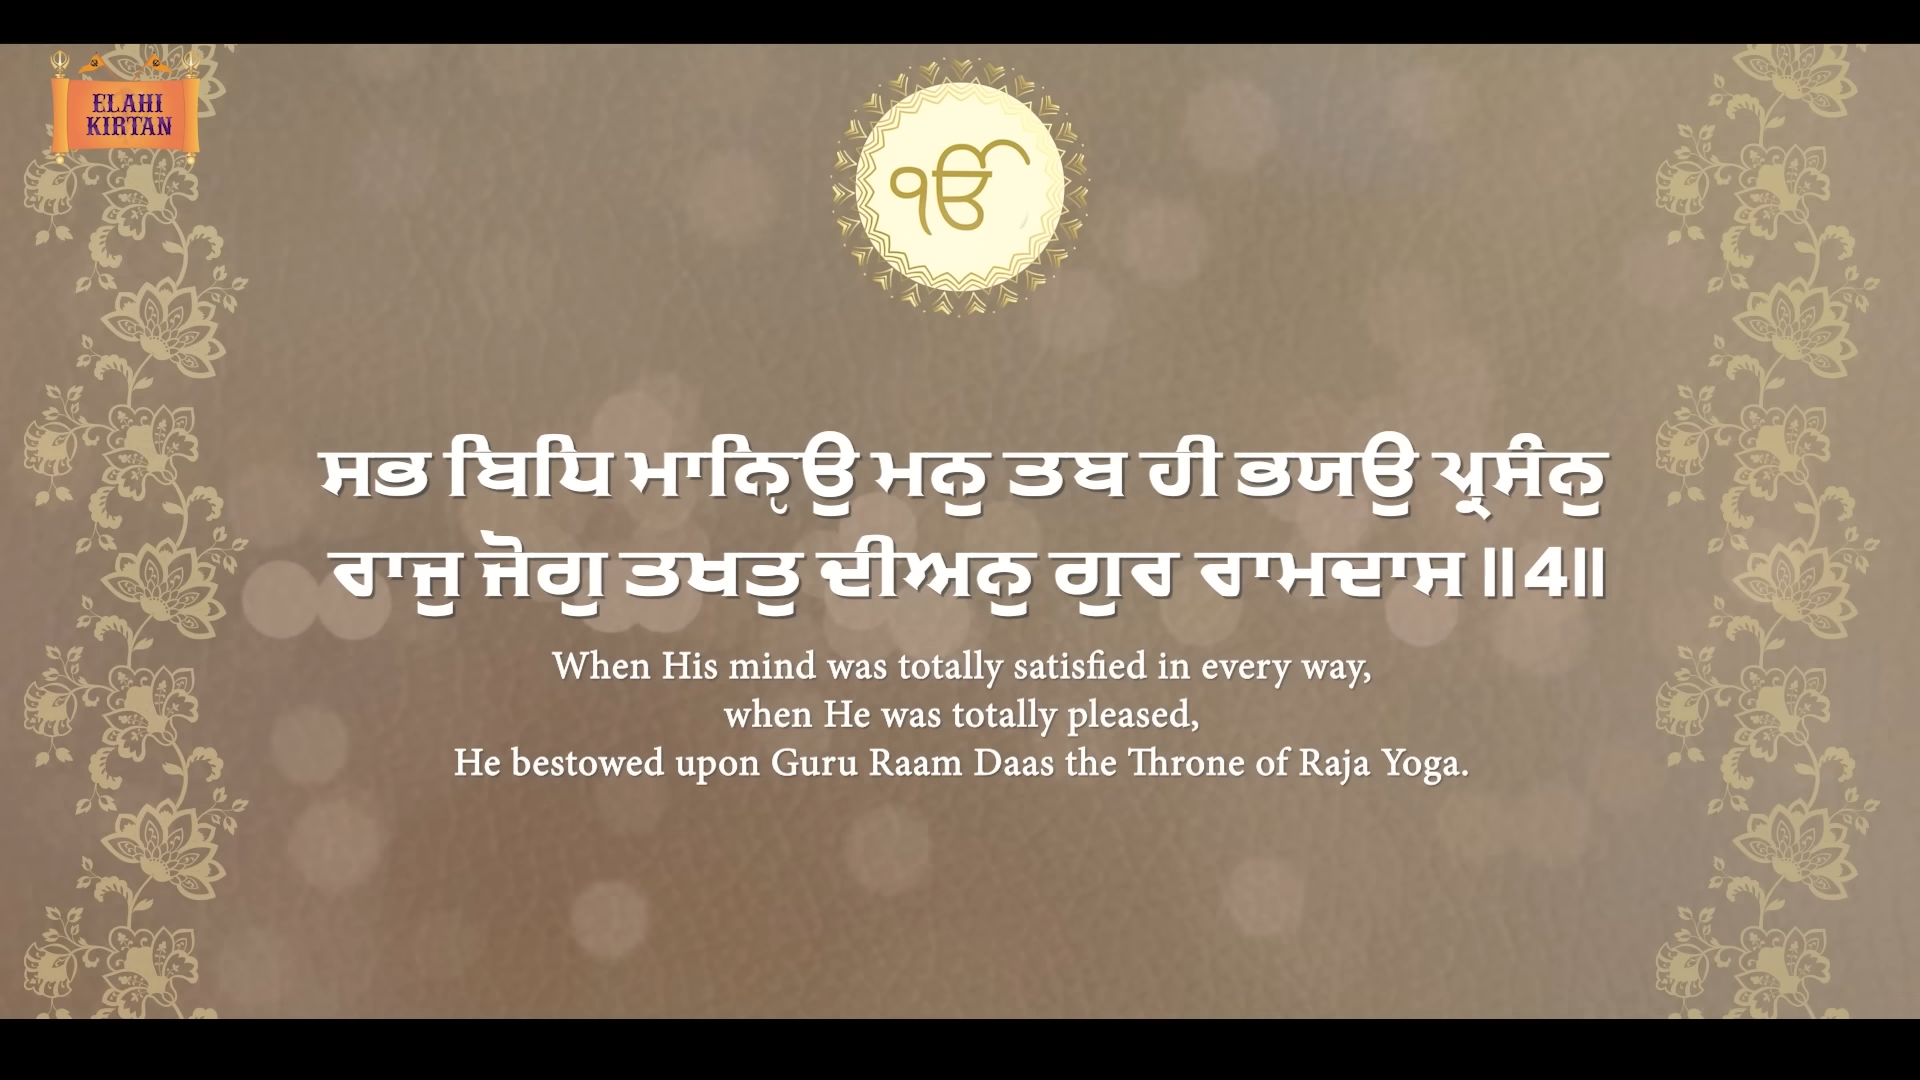 ELAHI
KIRTAN
ੴ
ਸਭ ਬਿਧਿ ਮਾਨੵਿਉ ਮਨੁ ਤਬ ਹੀ ਭਯਉ ਪ੍ਰਸੰਨੁ
ਰਾਜੁ ਜੋਗੁ ਤਖਤੁ ਦੀਅਨੁ ਗੁਰ ਰਾਮਦਾਸ ॥4॥
When His mind was totally satisfied in every way,
when He was totally pleased,
He bestowed upon Guru Raam Daas the Throne of Raja Yoga.